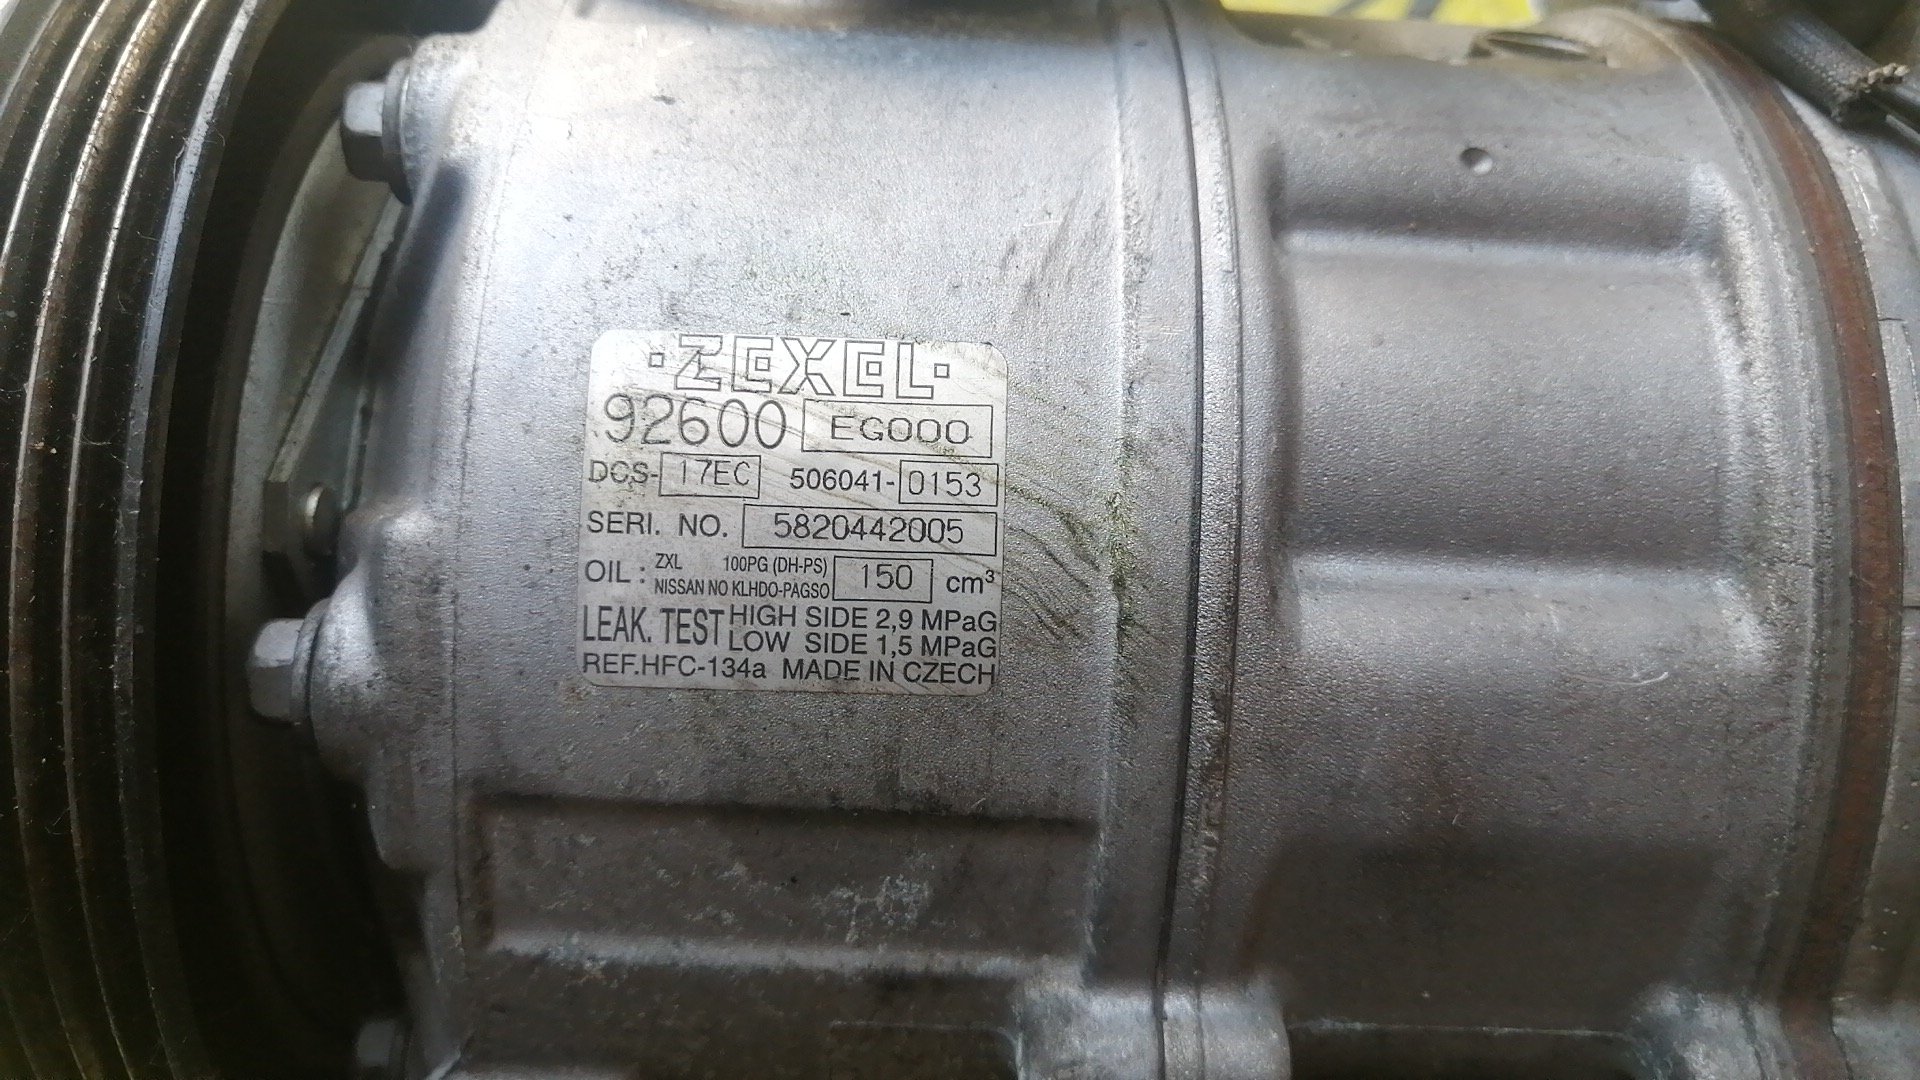 ZEXEL
92600 EG000
DCS-17EC 506041-0153
SERI. NO. 5820442005
OIL : ZXL 100PG (DH-PS) 150 cm³
NISSAN NO KLHDO-PAGSO
LEAK. TEST HIGH SIDE 2,9 MPaG
LOW SIDE 1,5 MPaG
REF.HFC-134a MADE IN CZECH